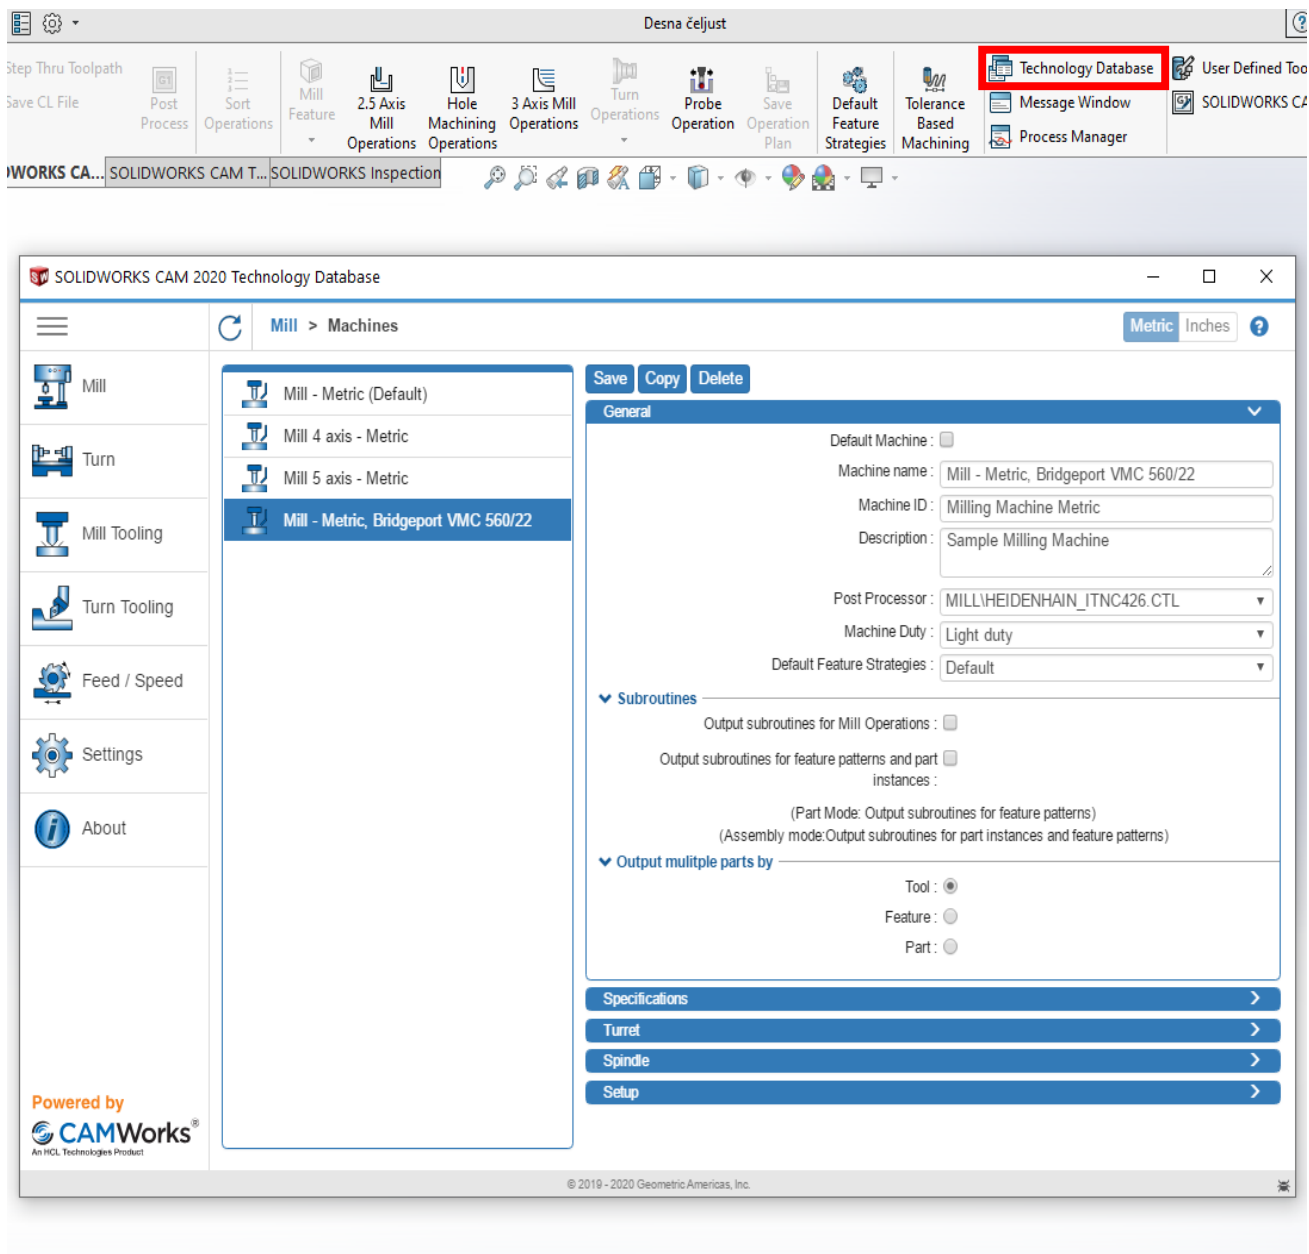 Desna čeljust
Step Thru Toolpath
Save CL File
Post
Process
Sort
Operations
Mill
Feature
2.5 Axis
Mill
Operations
Hole
Machining
Operations
3 Axis Mill
Operations
Turn
Operations
Probe
Operation
Save
Operation
Plan
Default
Feature
Strategies
Tolerance
Based
Machining
Technology Database
Message Window
Process Manager
User Defined Too
SOLIDWORKS CA
DWORKS CA...
SOLIDWORKS CAM T...
SOLIDWORKS Inspection
SOLIDWORKS CAM 2020 Technology Database
Mill > Machines
Metric Inches
Mill
Turn
Mill Tooling
Turn Tooling
Feed / Speed
Settings
About
Powered by
CAMWorks®
An HCL Technologies Product
Mill - Metric (Default)
Mill 4 axis - Metric
Mill 5 axis - Metric
Mill - Metric, Bridgeport VMC 560/22
Save Copy Delete
General
Default Machine :
Machine name : Mill - Metric, Bridgeport VMC 560/22
Machine ID : Milling Machine Metric
Description : Sample Milling Machine
Post Processor : MILL\HEIDENHAIN_ITNC426.CTL
Machine Duty : Light duty
Default Feature Strategies : Default
Subroutines
Output subroutines for Mill Operations :
Output subroutines for feature patterns and part
instances :
(Part Mode: Output subroutines for feature patterns)
(Assembly mode:Output subroutines for part instances and feature patterns)
Output mulitple parts by
Tool :
Feature :
Part :
Specifications
Turret
Spindle
Setup
© 2019 - 2020 Geometric Americas, Inc.